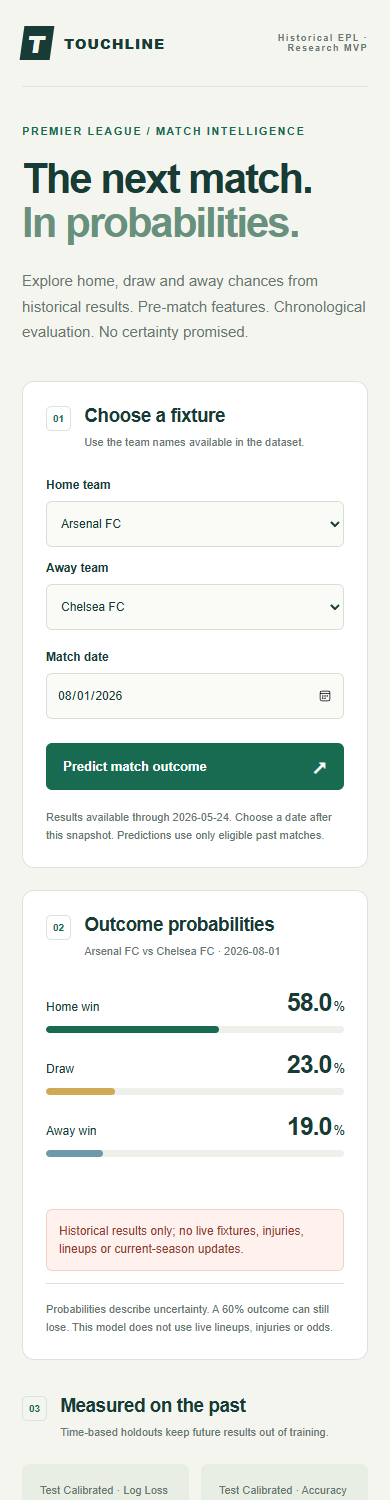 T TOUCHLINE
Historical EPL ·
Research MVP
PREMIER LEAGUE / MATCH INTELLIGENCE
The next match.
In probabilities.
Explore home, draw and away chances from
historical results. Pre-match features. Chronological
evaluation. No certainty promised.
01
Choose a fixture
Use the team names available in the dataset.
Home team
Arsenal FC
Away team
Chelsea FC
Match date
08/01/2026
Predict match outcome ↗
Results available through 2026-05-24. Choose a date after
this snapshot. Predictions use only eligible past matches.
02
Outcome probabilities
Arsenal FC vs Chelsea FC · 2026-08-01
Home win 58.0%
Draw 23.0%
Away win 19.0%
Historical results only; no live fixtures, injuries,
lineups or current-season updates.
Probabilities describe uncertainty. A 60% outcome can still
lose. This model does not use live lineups, injuries or odds.
03
Measured on the past
Time-based holdouts keep future results out of training.
Test Calibrated · Log Loss
Test Calibrated · Accuracy